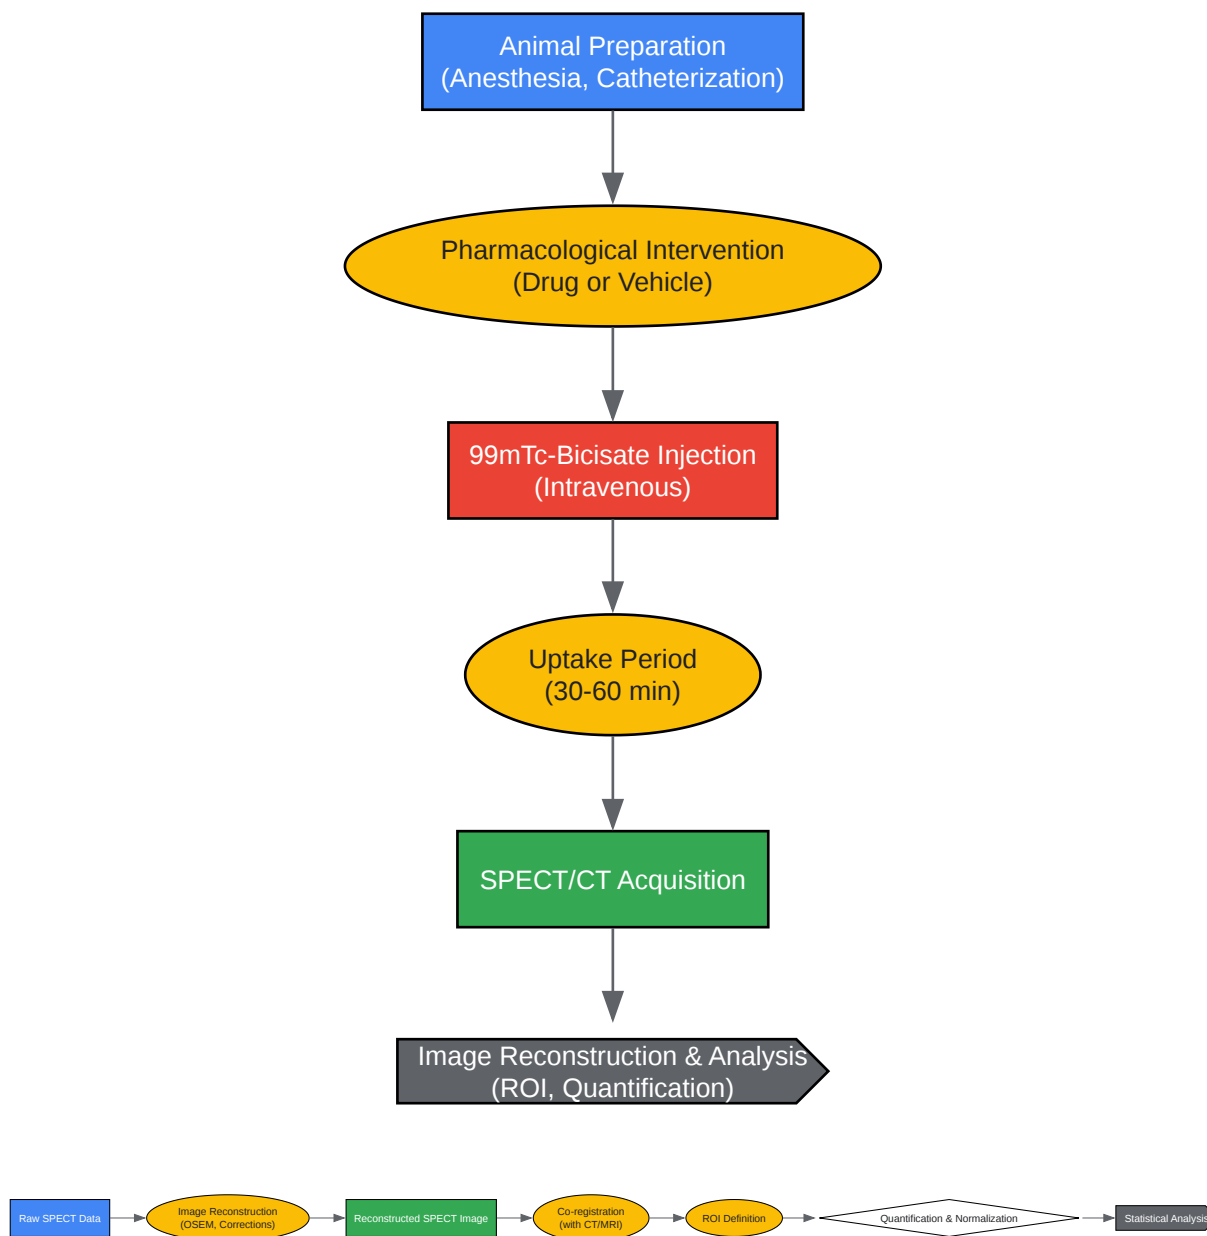 Animal Preparation
(Anesthesia, Catheterization)
Pharmacological Intervention
(Drug or Vehicle)
99mTc-Bicisate Injection
(Intravenous)
Uptake Period
(30-60 min)
SPECT/CT Acquisition
Image Reconstruction & Analysis
(ROI, Quantification)
Raw SPECT Data
Image Reconstruction
(OSEM, Corrections)
Reconstructed SPECT Image
Co-registration
(with CT/MRI)
ROI Definition
Quantification & Normalization
Statistical Analysis